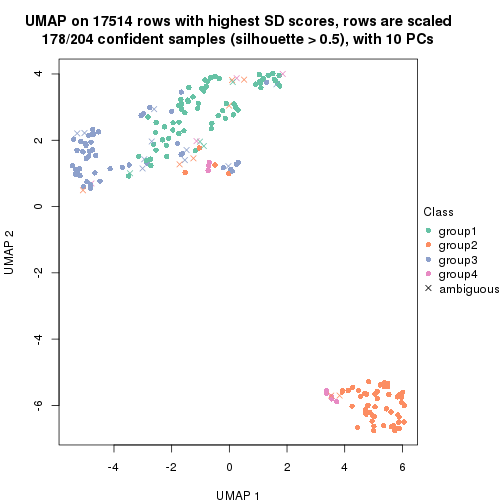 UMAP on 17514 rows with highest SD scores, rows are scaled
178/204 confident samples (silhouette > 0.5), with 10 PCs
4
2
0
-2
-4
-6
UMAP 2
-4
-2
0
2
4
6
UMAP 1
Class
group1
group2
group3
group4
ambiguous